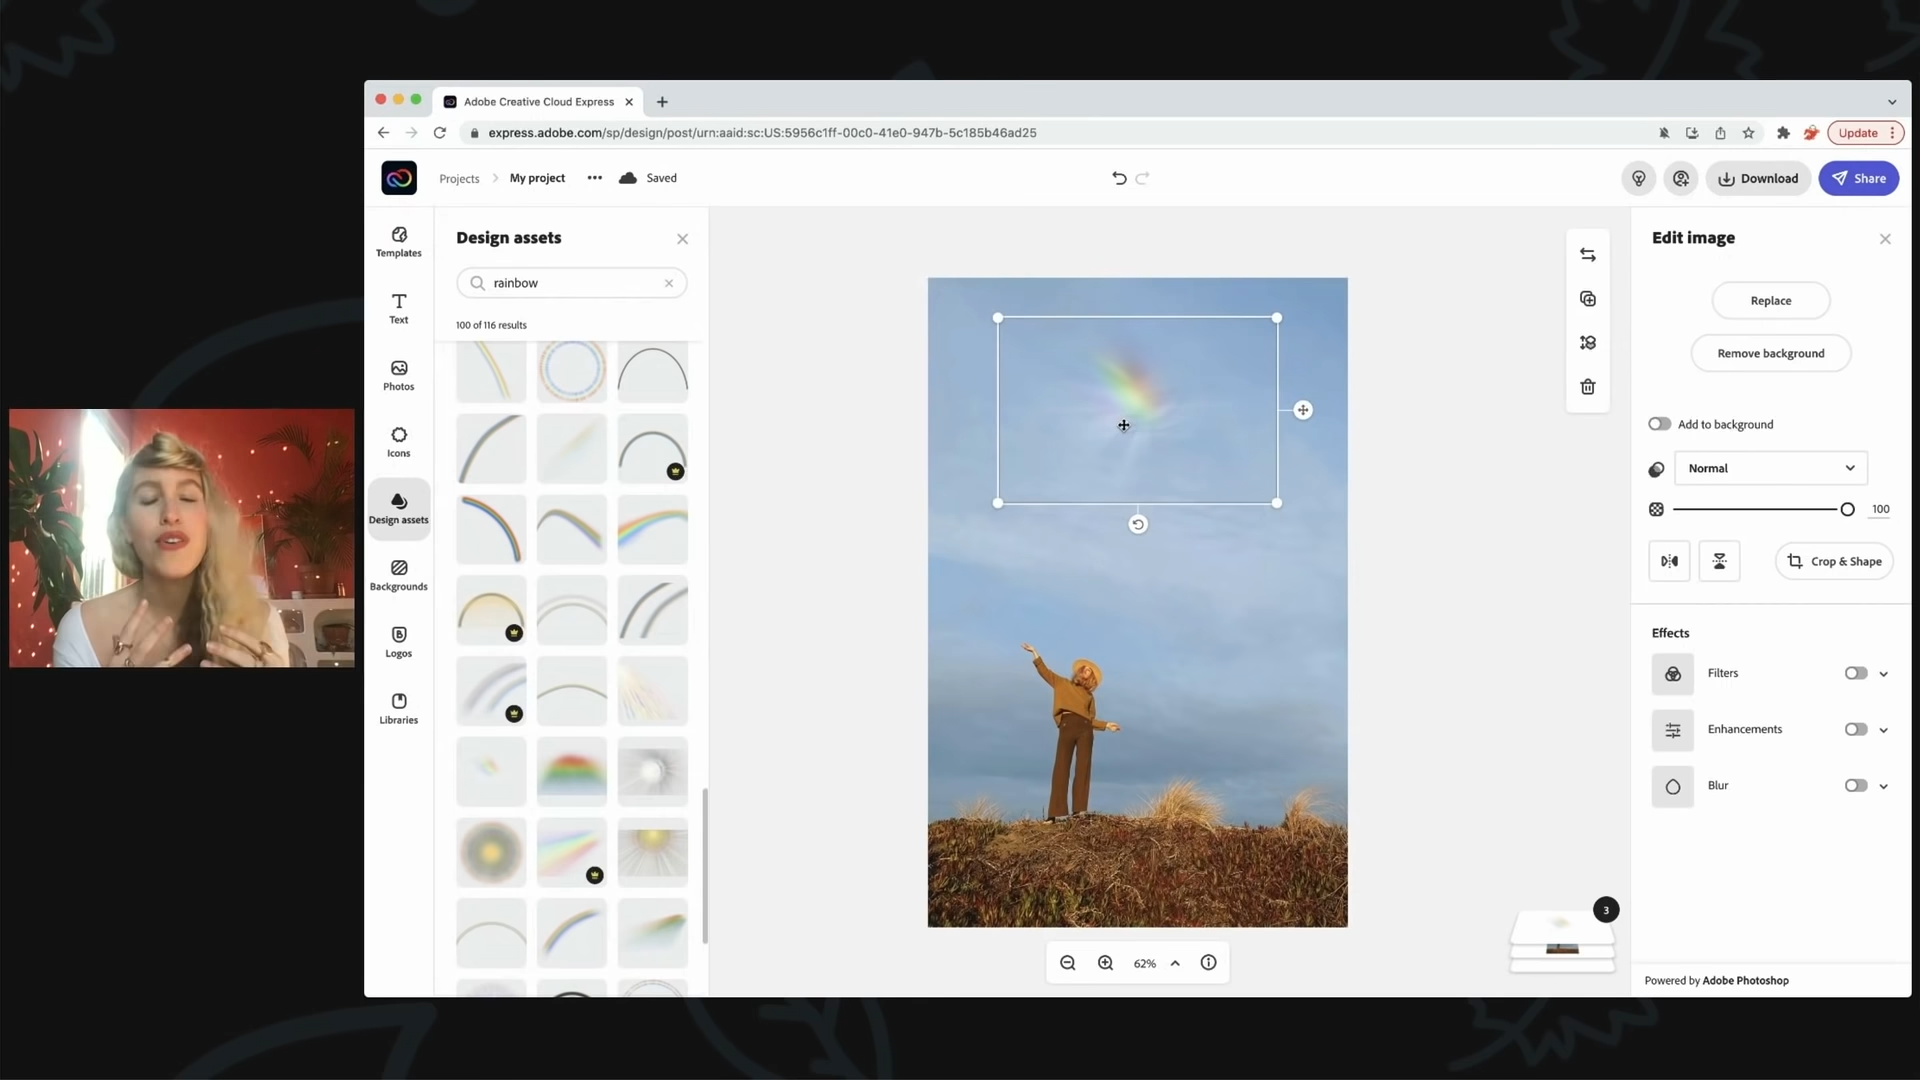 Adobe Creative Cloud Express
express.adobe.com/sp/design/post/urn:aaid:sc:US:5956c1ff-00c0-41e0-947b-5c185b46ad25
Update
Projects
My project
Saved
Download
Share
Templates
Text
Photos
Icons
Design assets
Backgrounds
Logos
Libraries
Design assets
rainbow
100 of 116 results
62%
3
Edit image
Replace
Remove background
Add to background
Normal
100
Crop & Shape
Effects
Filters
Enhancements
Blur
Powered by Adobe Photoshop